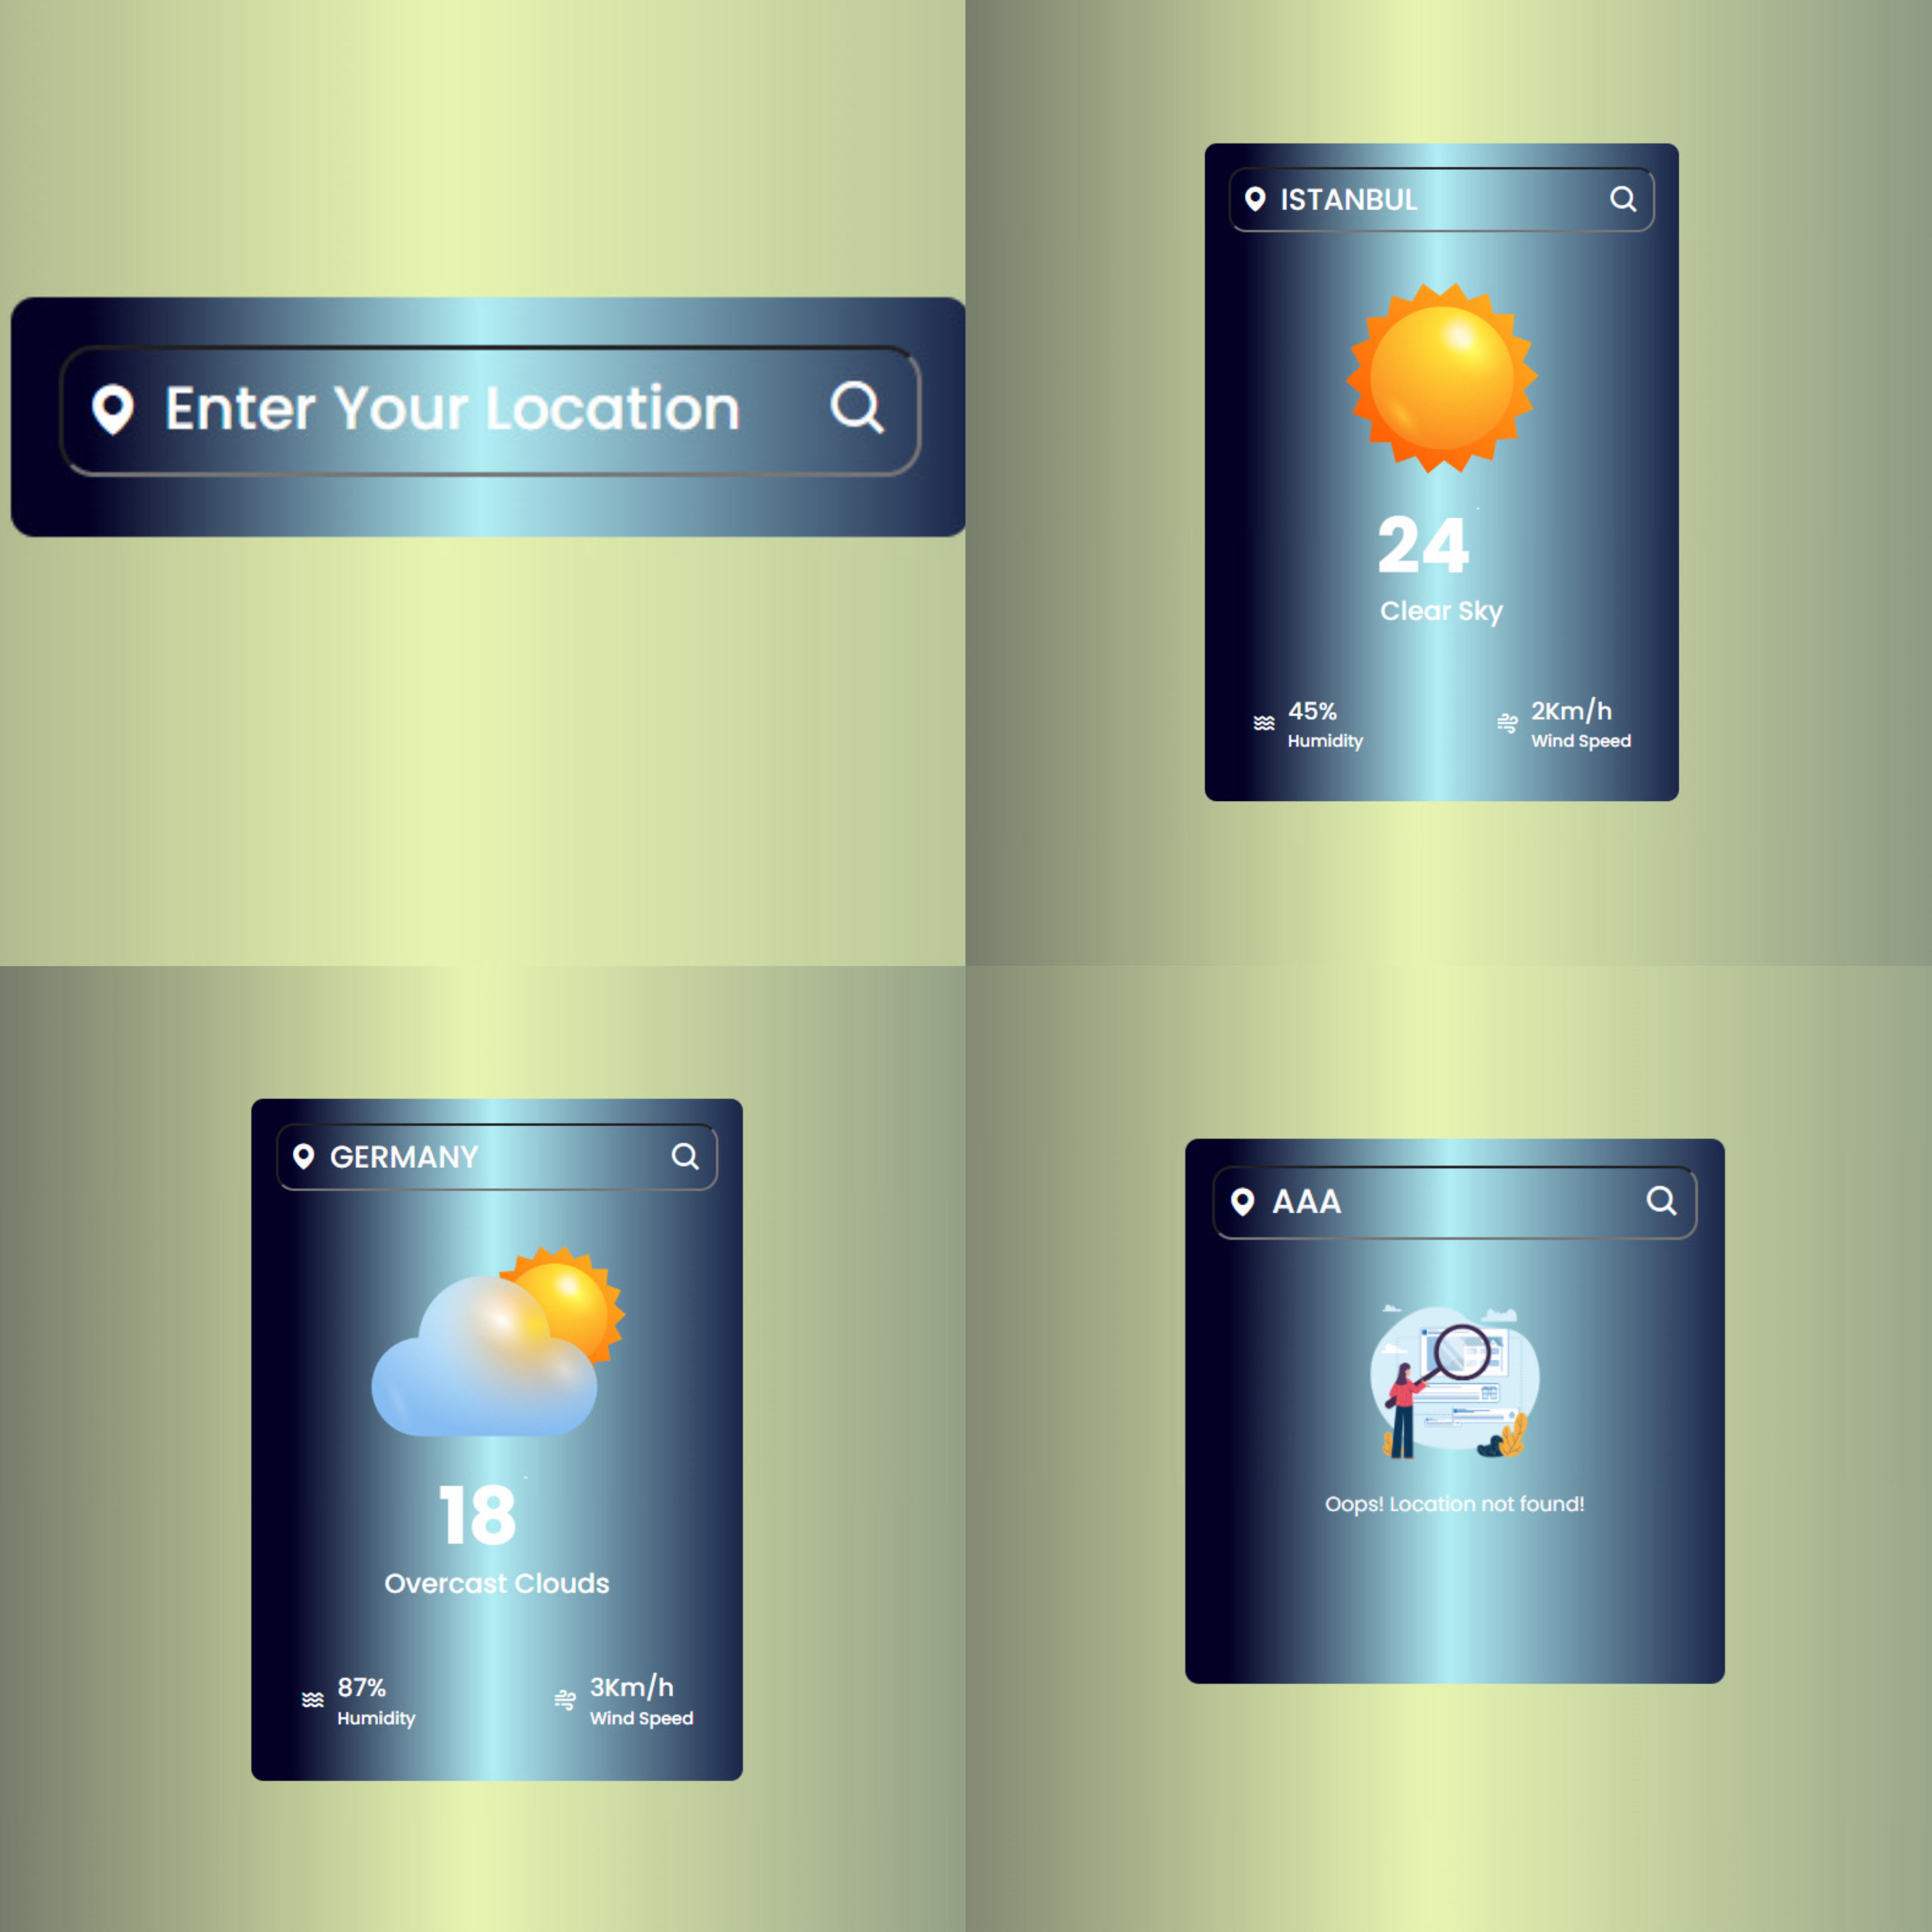 Enter Your Location
ISTANBUL
24
Clear Sky
45%
Humidity
2Km/h
Wind Speed
GERMANY
18
Overcast Clouds
87%
Humidity
3Km/h
Wind Speed
AAA
Oops! Location not found!